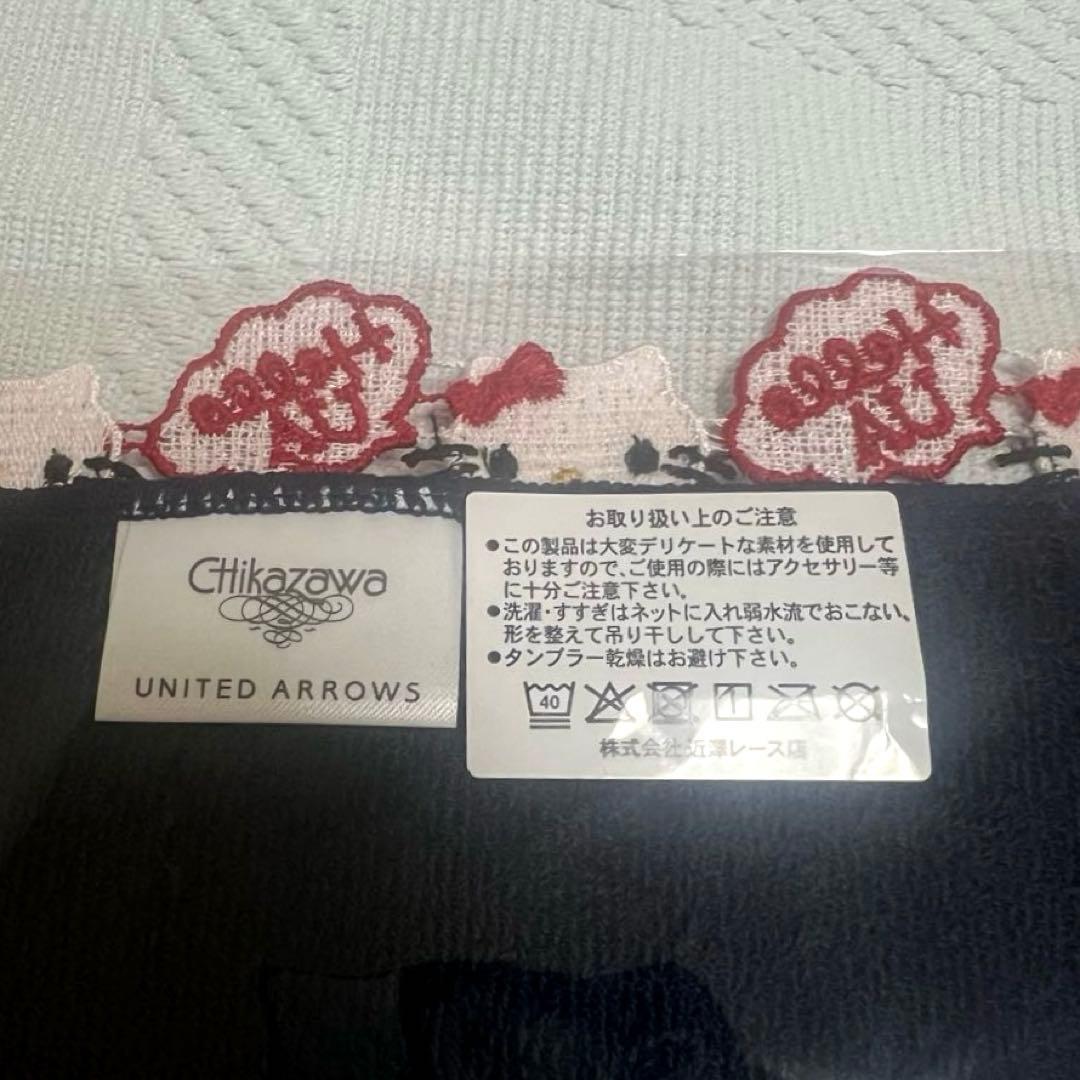 Hello
UA
Hello
UA
CHikazawa
UNITED ARROWS
お取り扱い上のご注意
●この製品は大変デリケートな素材を使用して
おりますので、ご使用の際にはアクセサリー等
に十分ご注意下さい。
●洗濯・すすぎはネットに入れ弱水流でおこない、
形を整えて吊り干しして下さい。
●タンブラー乾燥はお避け下さい。
40
株式会社近澤レース店